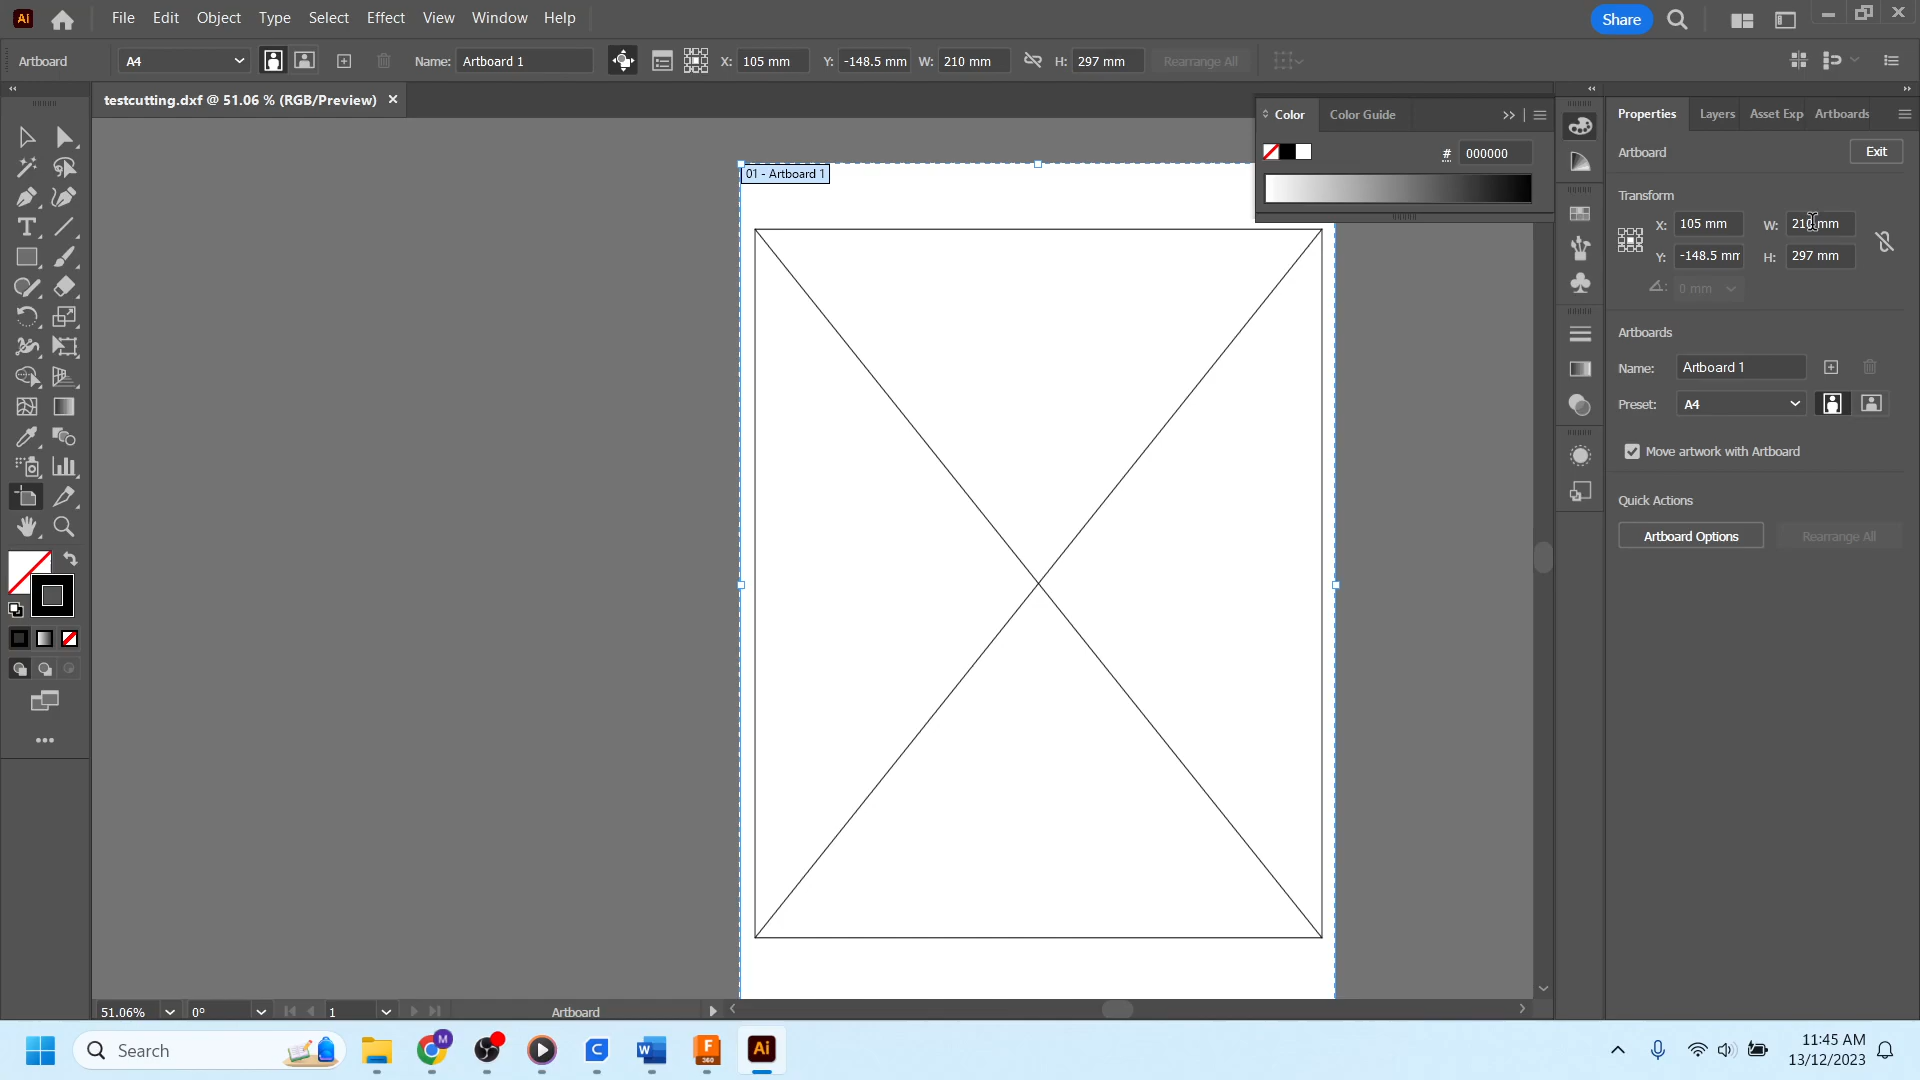 Ai File Edit Object Type Select Effect View Window Help Share
Artboard A4 Name: Artboard 1 X: 105 mm Y: -148.5 mm W: 210 mm H: 297 mm Rearrange All
testcutting.dxf @ 51.06 % (RGB/Preview)
Color Color Guide
# 000000
01 - Artboard 1
Properties Layers Asset Exp Artboards
Artboard Exit
Transform
X: 105 mm W: 210 mm
Y: -148.5 mm H: 297 mm
0 mm
Artboards
Name: Artboard 1
Preset: A4
Move artwork with Artboard
Quick Actions
Artboard Options Rearrange All
T
51.06% 0° 1 Artboard
Search M C W F 360 Ai
11:45 AM
13/12/2023